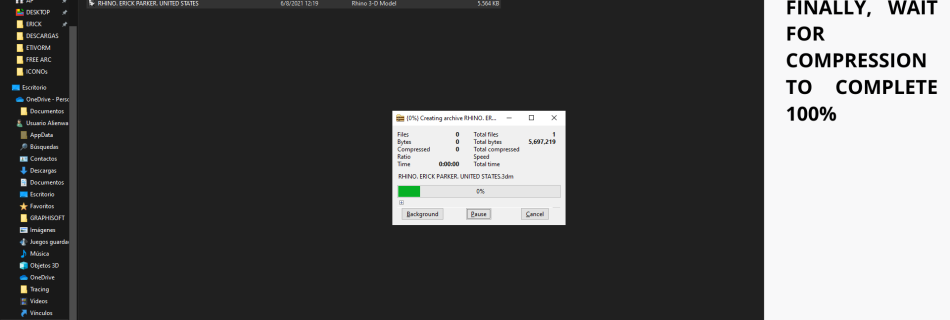 RHINO. ERICK PARKER. UNITED STATES 6/8/2021 12:19 Rhino 3-D Model 5.564 KB
DESKTOP
ERICK
DESCARGAS
ETIVORM
FREE ARC
ICONOs
Escritorio
OneDrive - Perso
Documentos
Usuario Alienwa
AppData
Búsquedas
Contactos
Descargas
Documentos
Escritorio
Favoritos
GRAPHISOFT
Imágenes
Juegos guardad
Música
Objetos 3D
OneDrive
Tracing
Videos
Vínculos
(0%) Creating archive RHINO. ER...
Files 0 Total files 1
Bytes 0 Total bytes 5,697,219
Compressed 0 Total compressed
Ratio Speed
Time 0:00:00 Total time
RHINO. ERICK PARKER. UNITED STATES.3dm
0%
Background Pause Cancel
FINALLY, WAIT
FOR
COMPRESSION
TO COMPLETE
100%